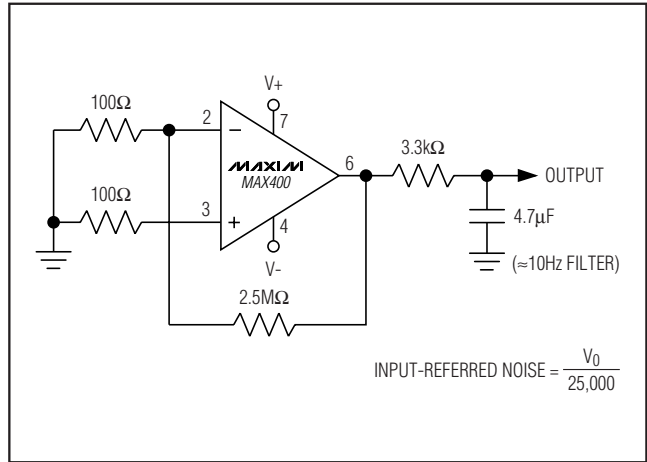 V+
100Ω
2
−
7
MAXIM
MAX400
6
3.3kΩ
OUTPUT
100Ω
3
+
4
V-
4.7μF
(≈10Hz FILTER)
2.5MΩ
INPUT-REFERRED NOISE = V0
25,000